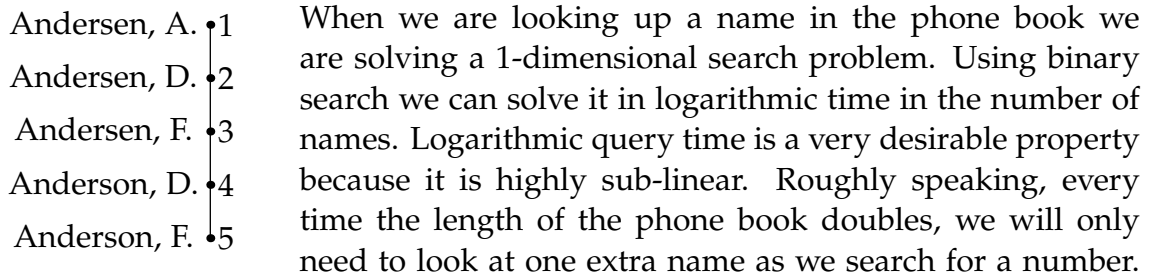 Andersen, A. 1
Andersen, D. 2
Andersen, F. 3
Anderson, D. 4
Anderson, F. 5
When we are looking up a name in the phone book we
are solving a 1-dimensional search problem. Using binary
search we can solve it in logarithmic time in the number of
names. Logarithmic query time is a very desirable property
because it is highly sub-linear. Roughly speaking, every
time the length of the phone book doubles, we will only
need to look at one extra name as we search for a number.